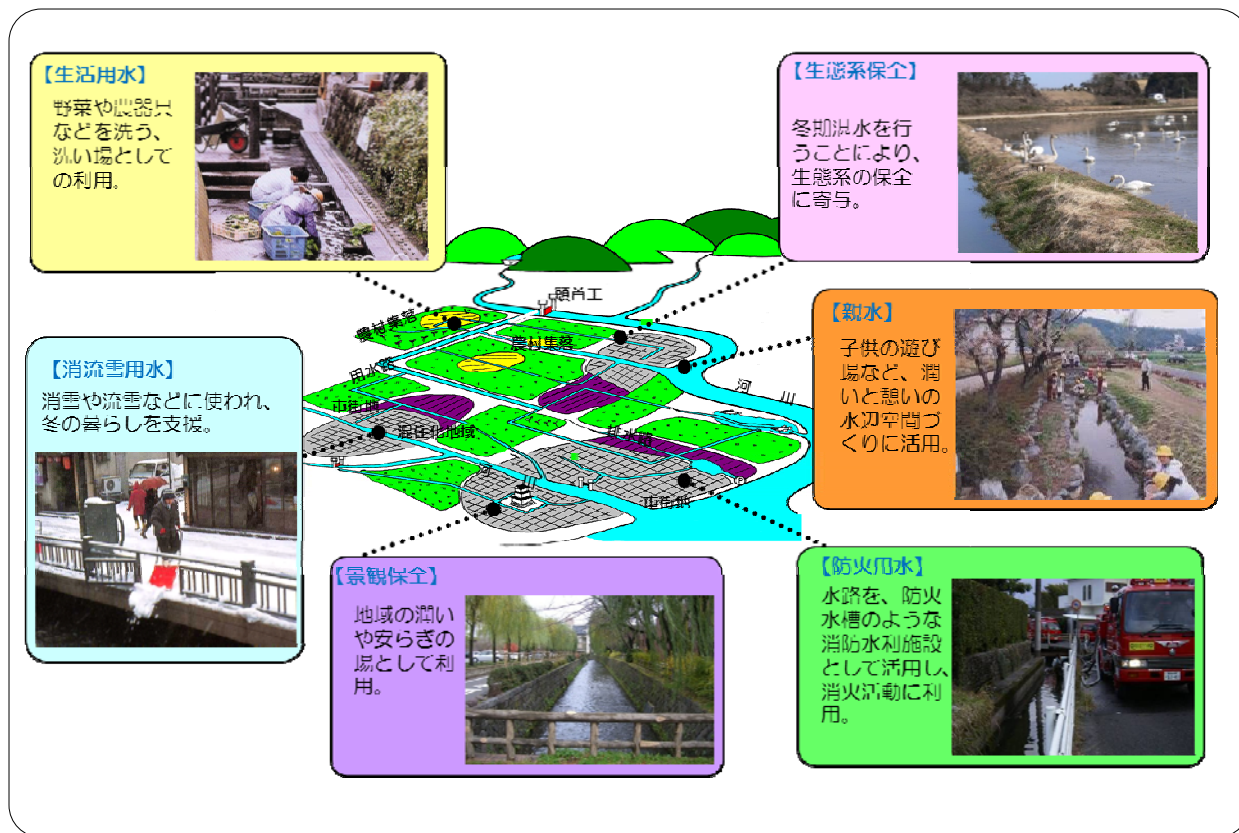 【生活用水】
野菜や農器具
などを洗う、
洗い場として
の利用。
【生態系保全】
冬期湛水を行
うことにより、
生態系の保全
に寄与。
頭首工
農村集落
農村集落
用水路
河
川
市街地
混住化地域
排水路
河
市街地
【親水】
子供の遊び
場など、潤
いと憩いの
水辺空間づ
くりに活用。
【消流雪用水】
消雪や流雪などに使われ、
冬の暮らしを支援。
【景観保全】
地域の潤い
や安らぎの
場として利
用。
【防火用水】
水路を、防火
水槽のような
消防水利施設
として活用し、
消火活動に利
用。